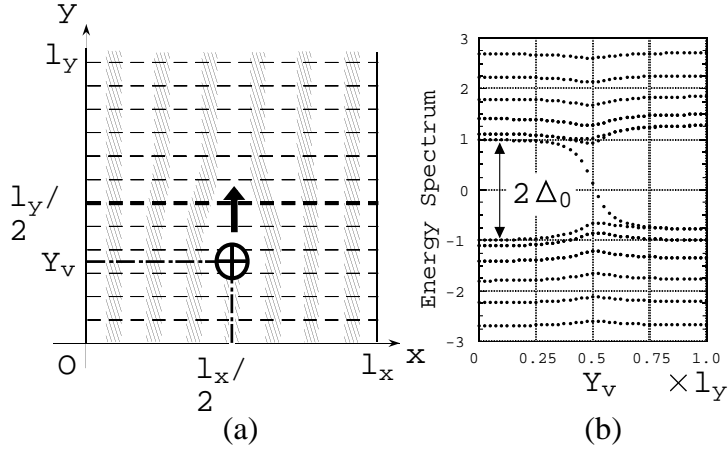 y
l_y
l_y/
2
Y_v
O
l_x/
2
l_x
x
(a)
Energy Spectrum
3
2
1
0
-1
-2
-3
2Δ_0
0 0.25 0.5 0.75 1.0
Y_v × l_y
(b)